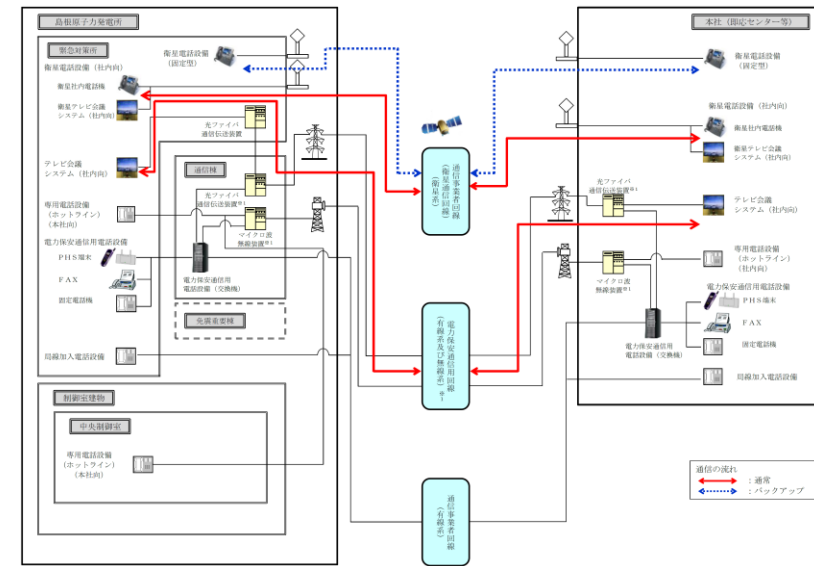 島根原子力発電所
緊急対策所
衛星電話設備（社内向）
衛星社内電話機
衛星テレビ会議
システム（社内向）
衛星電話設備
（固定型）
光ファイバ
通信伝送装置
テレビ会議
システム（社内向）
通信棟
光ファイバ
通信伝送装置※1
専用電話設備
（ホットライン）
（本社向）
マイクロ波
無線装置※1
電力保安通信用電話設備
PHS端末
FAX
固定電話機
電力保安通信用
電話設備（交換機）
免震重要棟
局線加入電話設備
制御室建物
中央制御室
専用電話設備
（ホットライン）
（本社向）
通信事業者回線
（衛星通信回線）
（衛星系）
電力保安通信用回線
（有線系及び無線系）※1
通信事業者回線
（有線系）
本社（即応センター等）
衛星電話設備
（固定型）
衛星電話設備（社内向）
衛星社内電話機
衛星テレビ会議
システム（社内向）
光ファイバ
通信伝送装置※1
テレビ会議
システム（社内向）
マイクロ波
無線装置※1
専用電話設備
（ホットライン）
（社内向）
電力保安通信用電話設備
PHS端末
FAX
固定電話機
電力保安通信用
電話設備（交換機）
局線加入電話設備
通信の流れ
：通常
：バックアップ